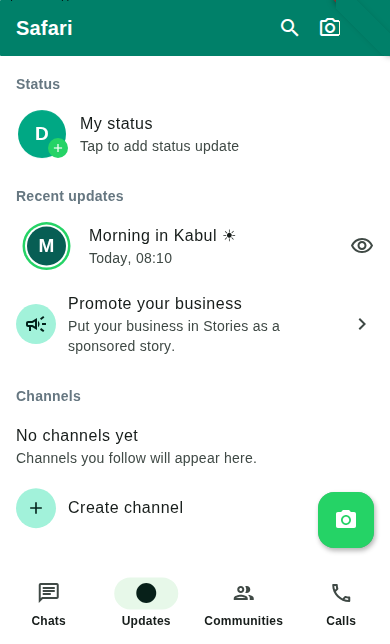 Safari
Status
D
My status
Tap to add status update
Recent updates
M
Morning in Kabul ☀
Today, 08:10
Promote your business
Put your business in Stories as a
sponsored story.
Channels
No channels yet
Channels you follow will appear here.
Create channel
Chats
Updates
Communities
Calls